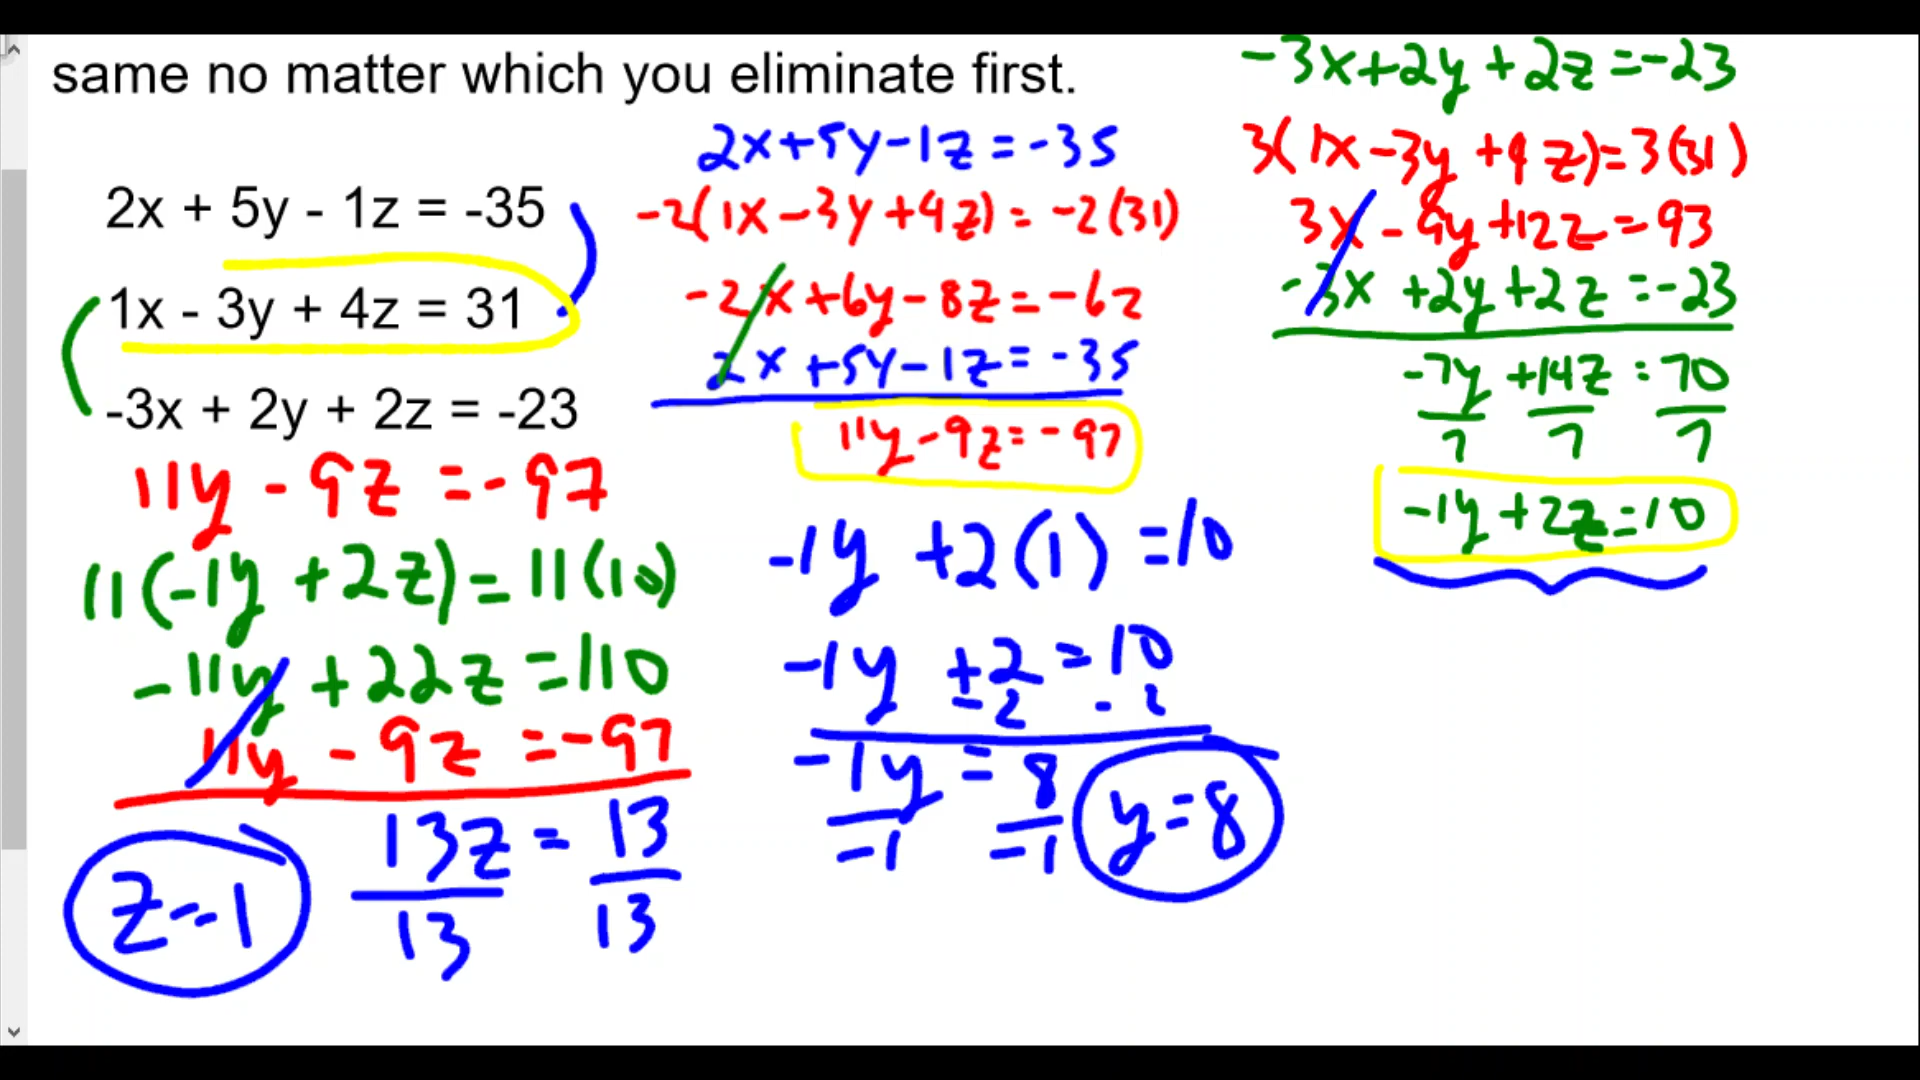 same no matter which you eliminate first.
2x + 5y - 1z = -35
1x - 3y + 4z = 31
-3x + 2y + 2z = -23
11y - 9z = -97
11(-1y + 2z) = 11(10)
-11y + 22z = 110
11y - 9z = -97
13z = 13
13 13
z = 1
2x+5y-1z = -35
-2(1x-3y+4z) = -2(31)
-2x+6y-8z = -62
2x+5y-1z = -35
11y-9z = -97
-1y +2(1) = 10
-1y +2 = 10
-2 -2
-1y = 8
-1 -1
y = 8
-3x+2y+2z = -23
3(1x-3y+4z) = 3(31)
3x-9y+12z = 93
-3x+2y+2z = -23
-7y +14z = 70
7 7 7
-1y+2z = 10